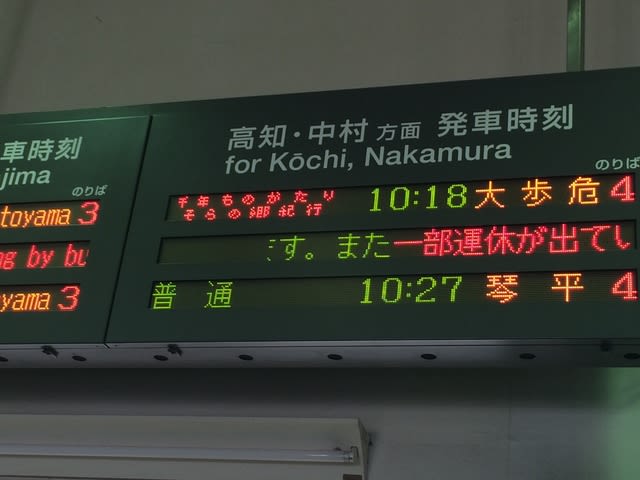 車時刻
jima
のりば
toyama 3
ng by bu
yama 3
高知・中村 方面 発車時刻
for Kōchi, Nakamura
のりば
千年ものがたり
そらの郷紀行
10:18 大歩危 4
す。また一部運休が出てい
普通 10:27 琴平 4